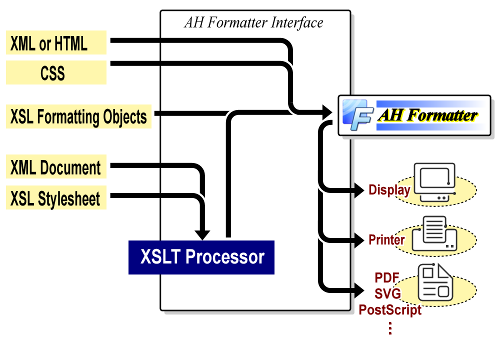 AH Formatter Interface
XML or HTML
CSS
XSL Formatting Objects
AH Formatter
XML Document
XSL Stylesheet
XSLT Processor
Display
Printer
PDF
SVG
PostScript